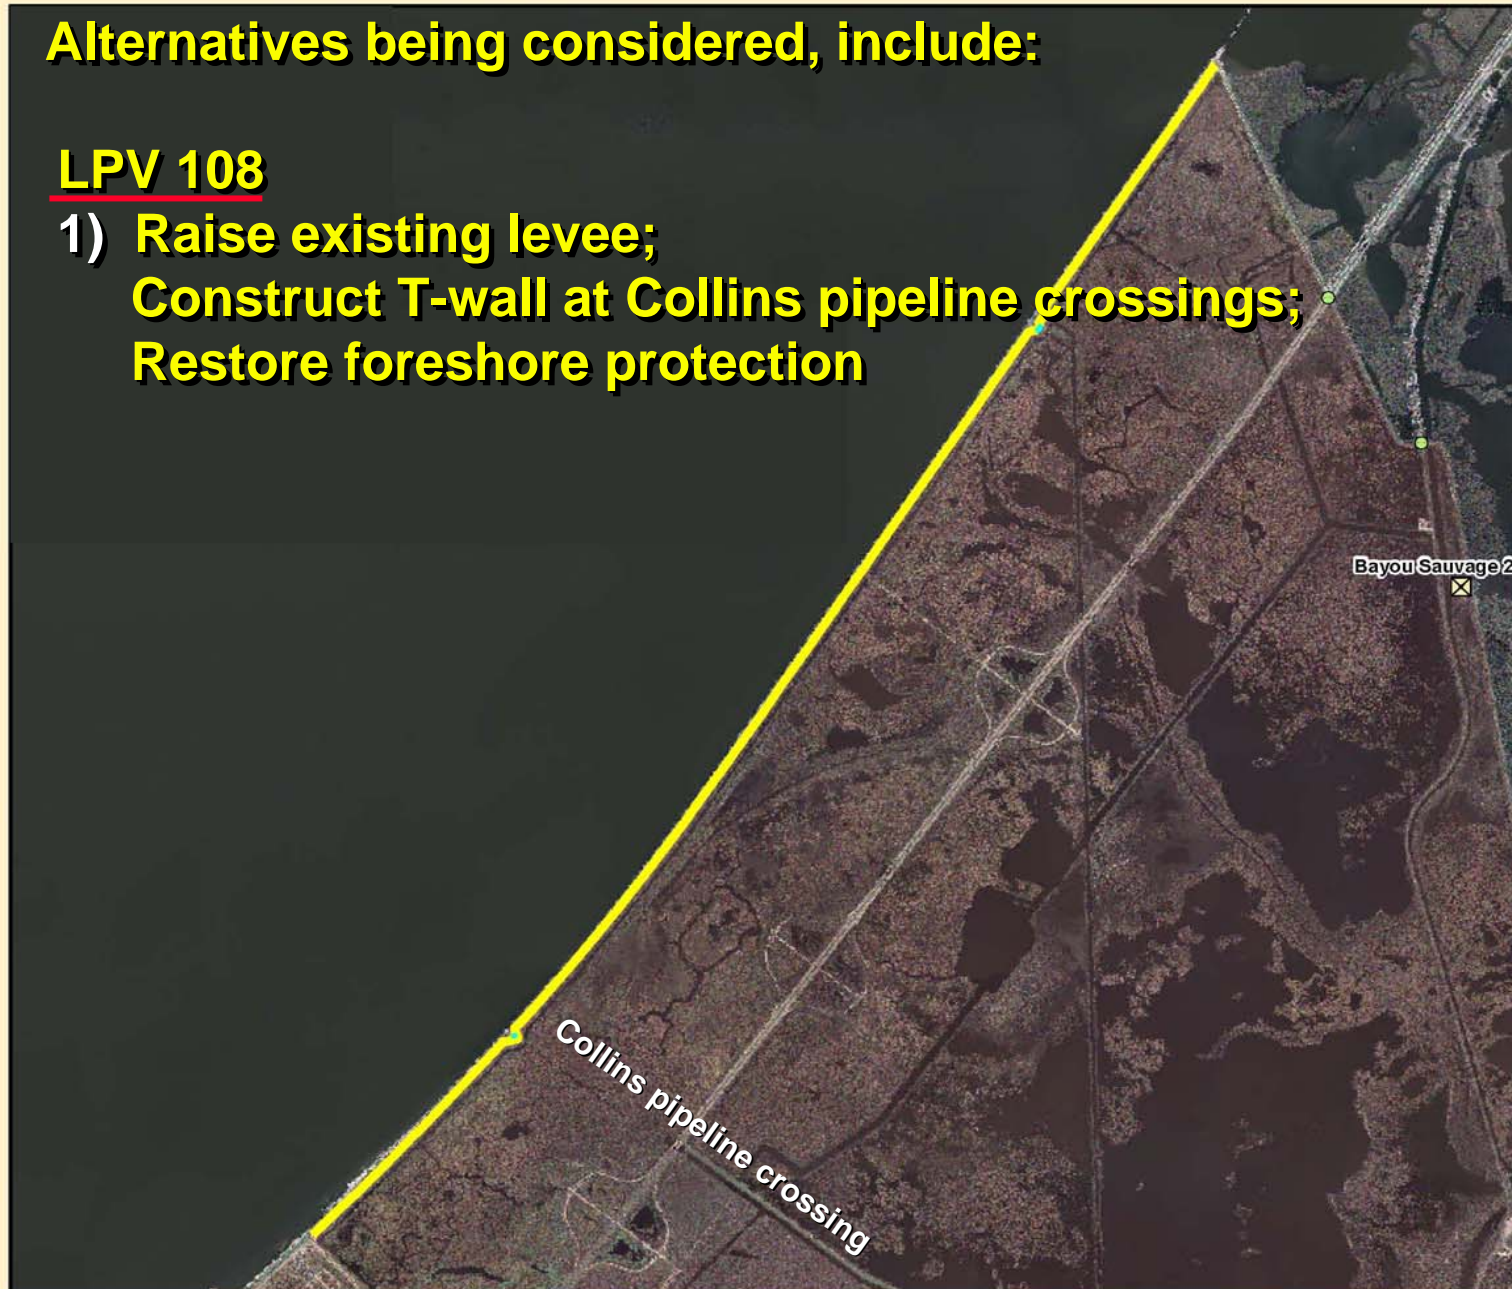 Alternatives being considered, include:
LPV 108
1) Raise existing levee;
Construct T-wall at Collins pipeline crossings;
Restore foreshore protection
Bayou Sauvage 2
Collins pipeline crossing